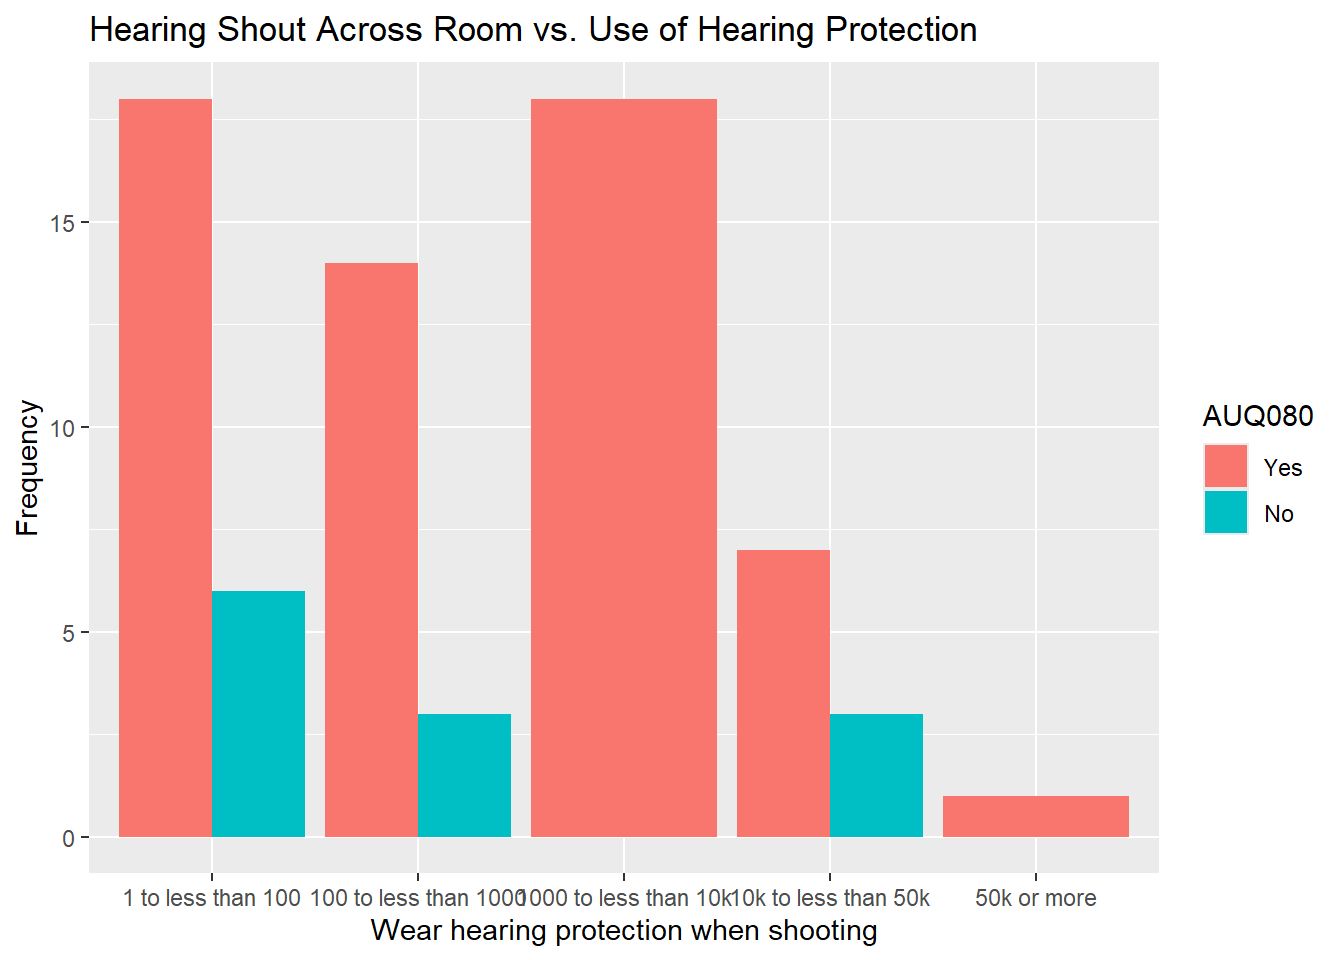 Hearing Shout Across Room vs. Use of Hearing Protection
15
10
5
0
Frequency
1 to less than 100 100 to less than 1000 1000 to less than 10k 10k to less than 50k 50k or more
Wear hearing protection when shooting
AUQ080
Yes
No